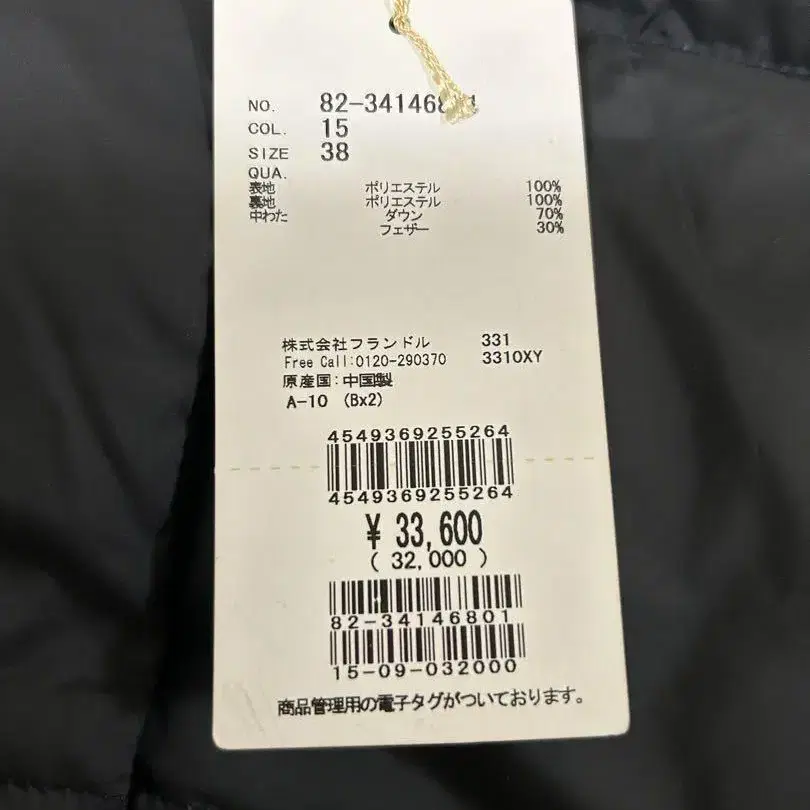 NO. 82-34146801
COL. 15
SIZE 38
QUA.
表地 ポリエステル 100%
裏地 ポリエステル 100%
中わた ダウン 70%
フェザー 30%
株式会社フランドル 331
Free Call:0120-290370 3310XY
原産国:中国製
A-10 (Bx2)
4549369255264
4549369255264
¥ 33,600
( 32,000 )
82-34146801
15-09-032000
商品管理用の電子タグがついております。